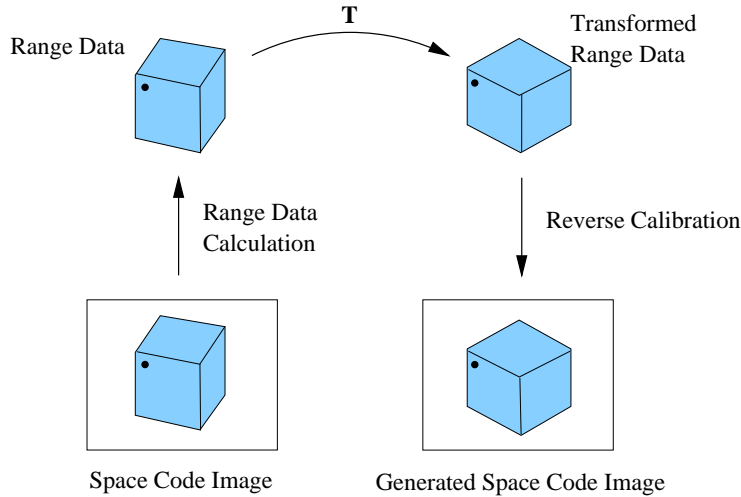 T
Range Data
Transformed
Range Data
Range Data
Calculation
Reverse Calibration
Space Code Image
Generated Space Code Image